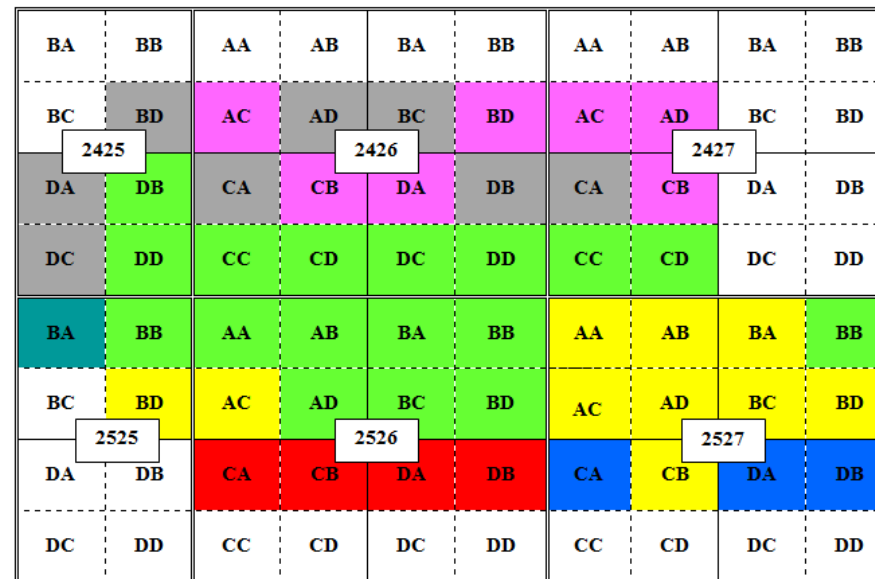 BA BB AA AB BA BB AA AB BA BB
BC BD AC AD BC BD AC AD BC BD
2425 2426 2427
DA DB CA CB DA DB CA CB DA DB
DC DD CC CD DC DD CC CD DC DD
BA BB AA AB BA BB AA AB BA BB
BC BD AC AD BC BD AC AD BC BD
2525 2526 2527
DA DB CA CB DA DB CA CB DA DB
DC DD CC CD DC DD CC CD DC DD